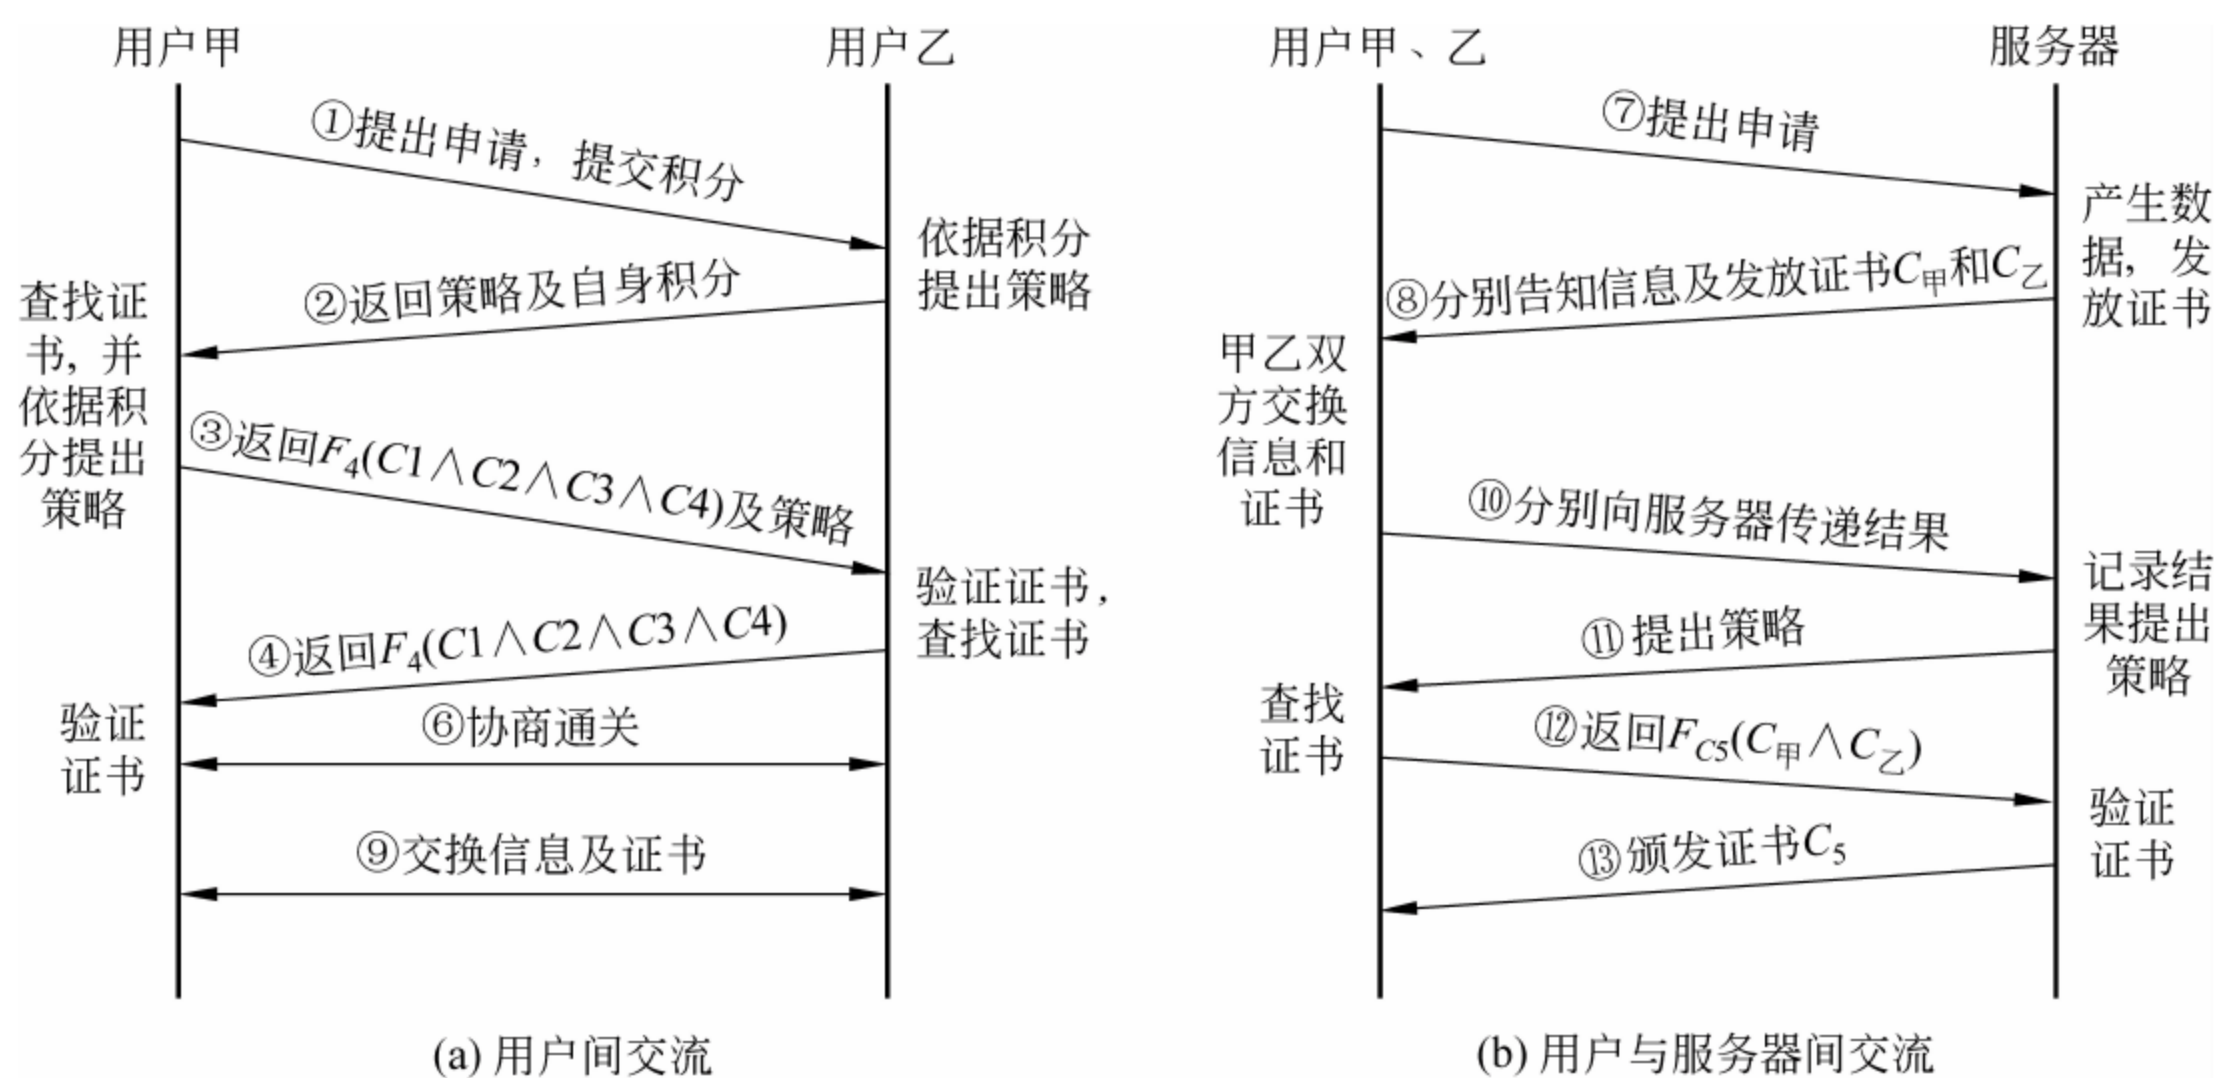 用户甲
用户乙
①提出申请，提交积分
依据积分
提出策略
②返回策略及自身积分
查找证
书，并
依据积
分提出
策略
③返回F4(C1∧C2∧C3∧C4)及策略
验证证书，
查找证书
④返回F4(C1∧C2∧C3∧C4)
验证
证书
⑥协商通关
⑨交换信息及证书
(a) 用户间交流
用户甲、乙
服务器
⑦提出申请
产生数
据，发
放证书
⑧分别告知信息及发放证书C甲和C乙
甲乙双
方交换
信息和
证书
⑩分别向服务器传递结果
记录结
果提出
策略
⑪提出策略
查找
证书
⑫返回FC5(C甲∧C乙)
验证
证书
⑬颁发证书C5
(b) 用户与服务器间交流